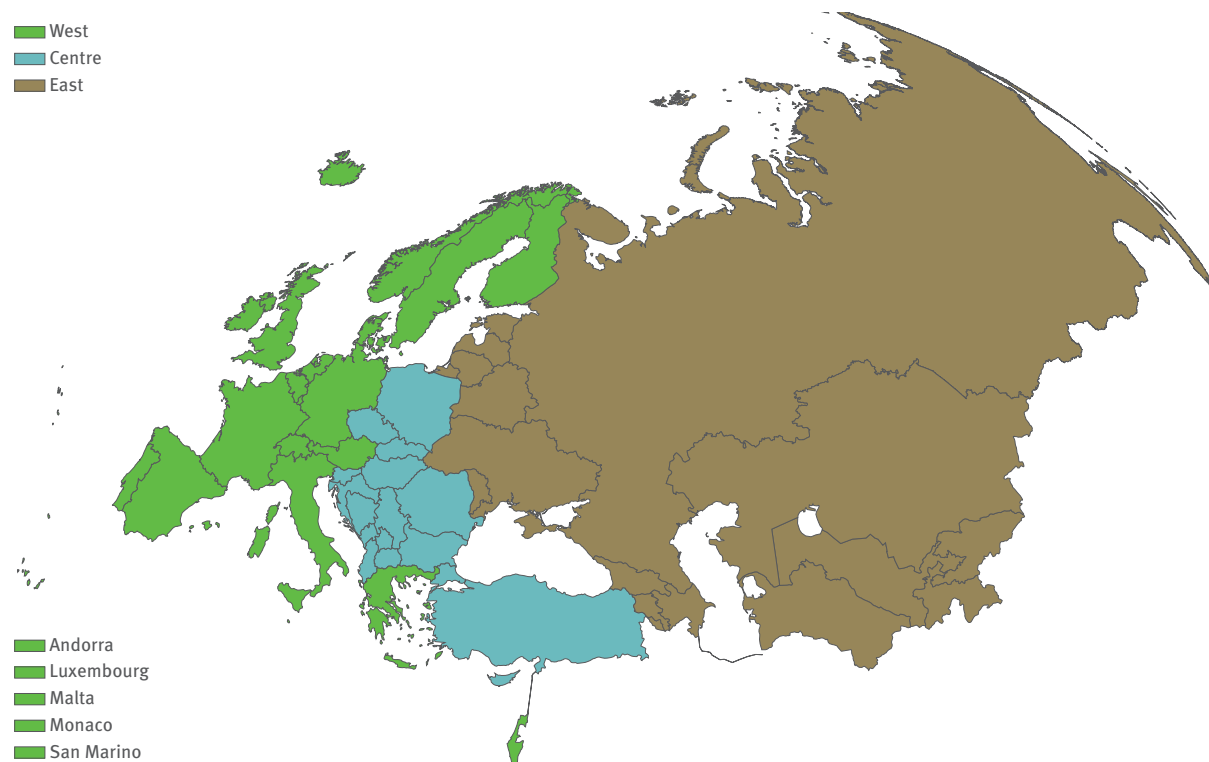 West
Centre
East
Andorra
Luxembourg
Malta
Monaco
San Marino